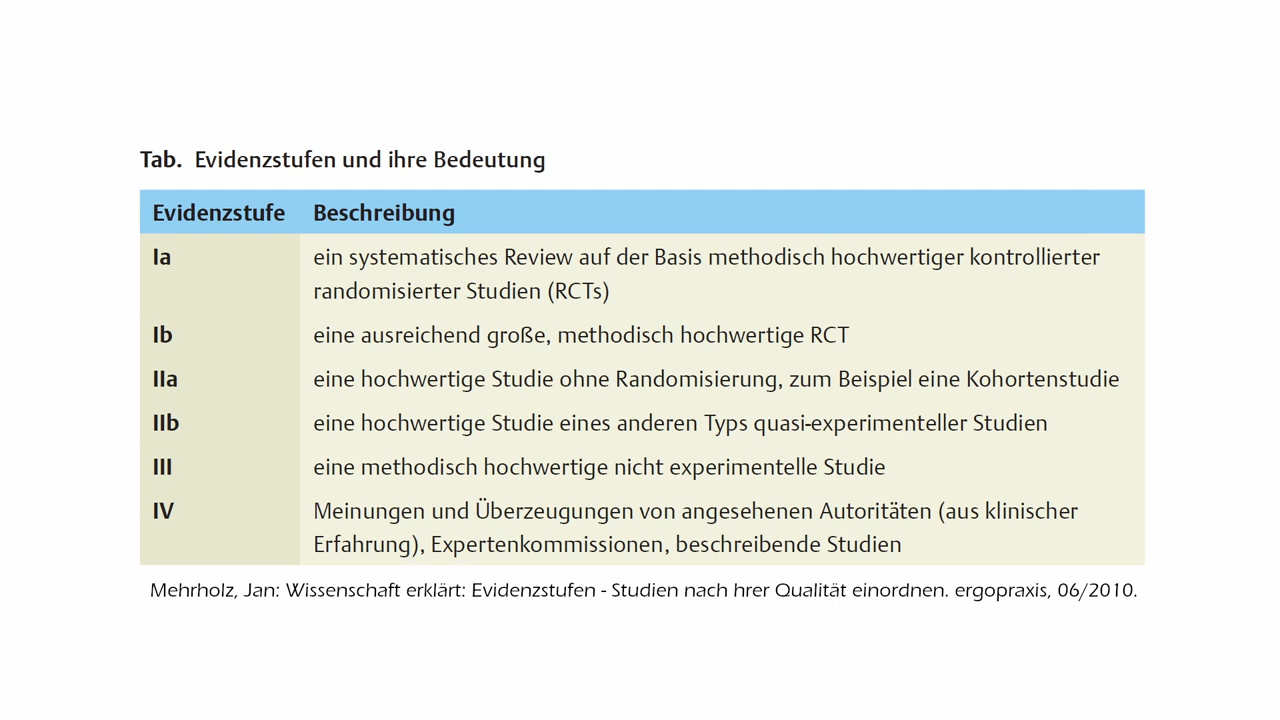 Tab. Evidenzstufen und ihre Bedeutung
Evidenzstufe Beschreibung
Ia ein systematisches Review auf der Basis methodisch hochwertiger kontrollierter
randomisierter Studien (RCTs)
Ib eine ausreichend große, methodisch hochwertige RCT
IIa eine hochwertige Studie ohne Randomisierung, zum Beispiel eine Kohortenstudie
IIb eine hochwertige Studie eines anderen Typs quasi-experimenteller Studien
III eine methodisch hochwertige nicht experimentelle Studie
IV Meinungen und Überzeugungen von angesehenen Autoritäten (aus klinischer
Erfahrung), Expertenkommissionen, beschreibende Studien
Mehrholz, Jan: Wissenschaft erklärt: Evidenzstufen - Studien nach hrer Qualität einordnen. ergopraxis, 06/2010.